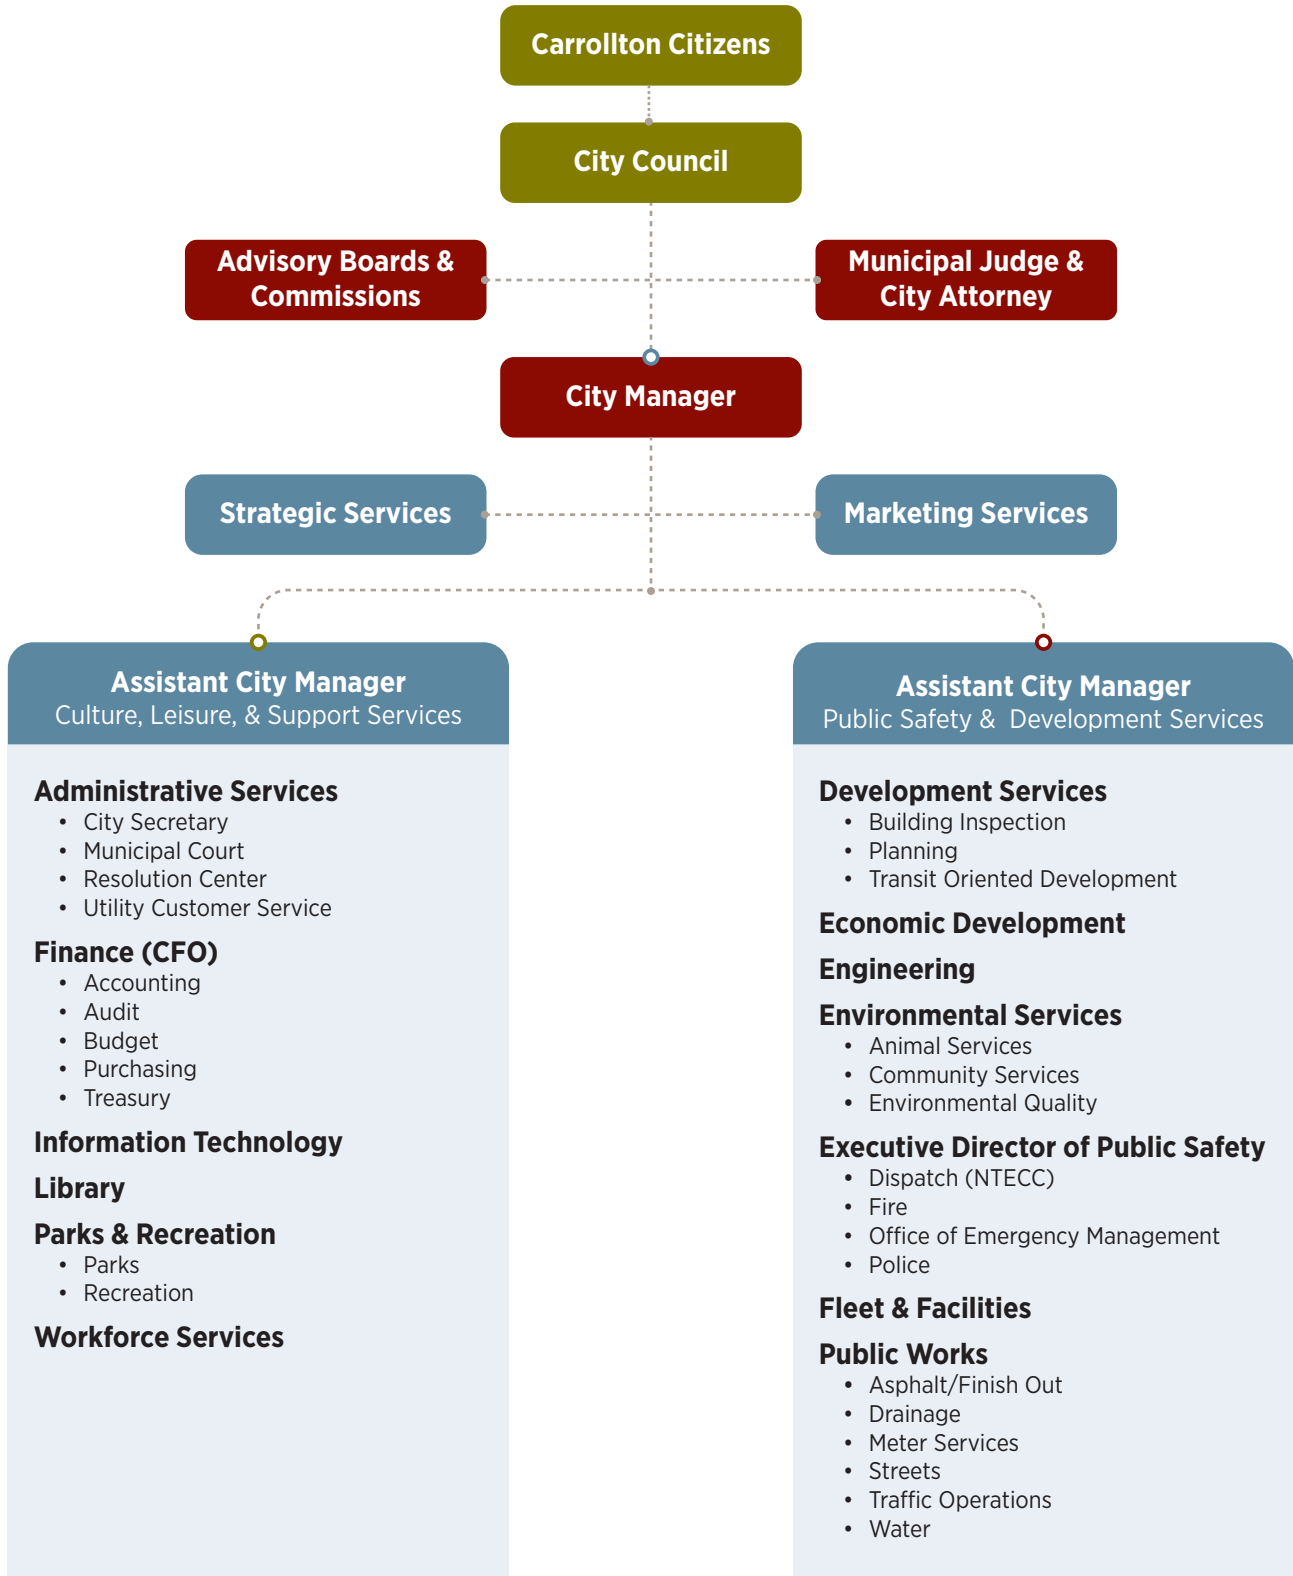 Carrollton Citizens
City Council
Advisory Boards &
Commissions
Municipal Judge &
City Attorney
City Manager
Strategic Services
Marketing Services
Assistant City Manager
Culture, Leisure, & Support Services
Administrative Services
• City Secretary
• Municipal Court
• Resolution Center
• Utility Customer Service
Finance (CFO)
• Accounting
• Audit
• Budget
• Purchasing
• Treasury
Information Technology
Library
Parks & Recreation
• Parks
• Recreation
Workforce Services
Assistant City Manager
Public Safety &  Development Services
Development Services
• Building Inspection
• Planning
• Transit Oriented Development
Economic Development
Engineering
Environmental Services
• Animal Services
• Community Services
• Environmental Quality
Executive Director of Public Safety
• Dispatch (NTECC)
• Fire
• Office of Emergency Management
• Police
Fleet & Facilities
Public Works
• Asphalt/Finish Out
• Drainage
• Meter Services
• Streets
• Traffic Operations
• Water